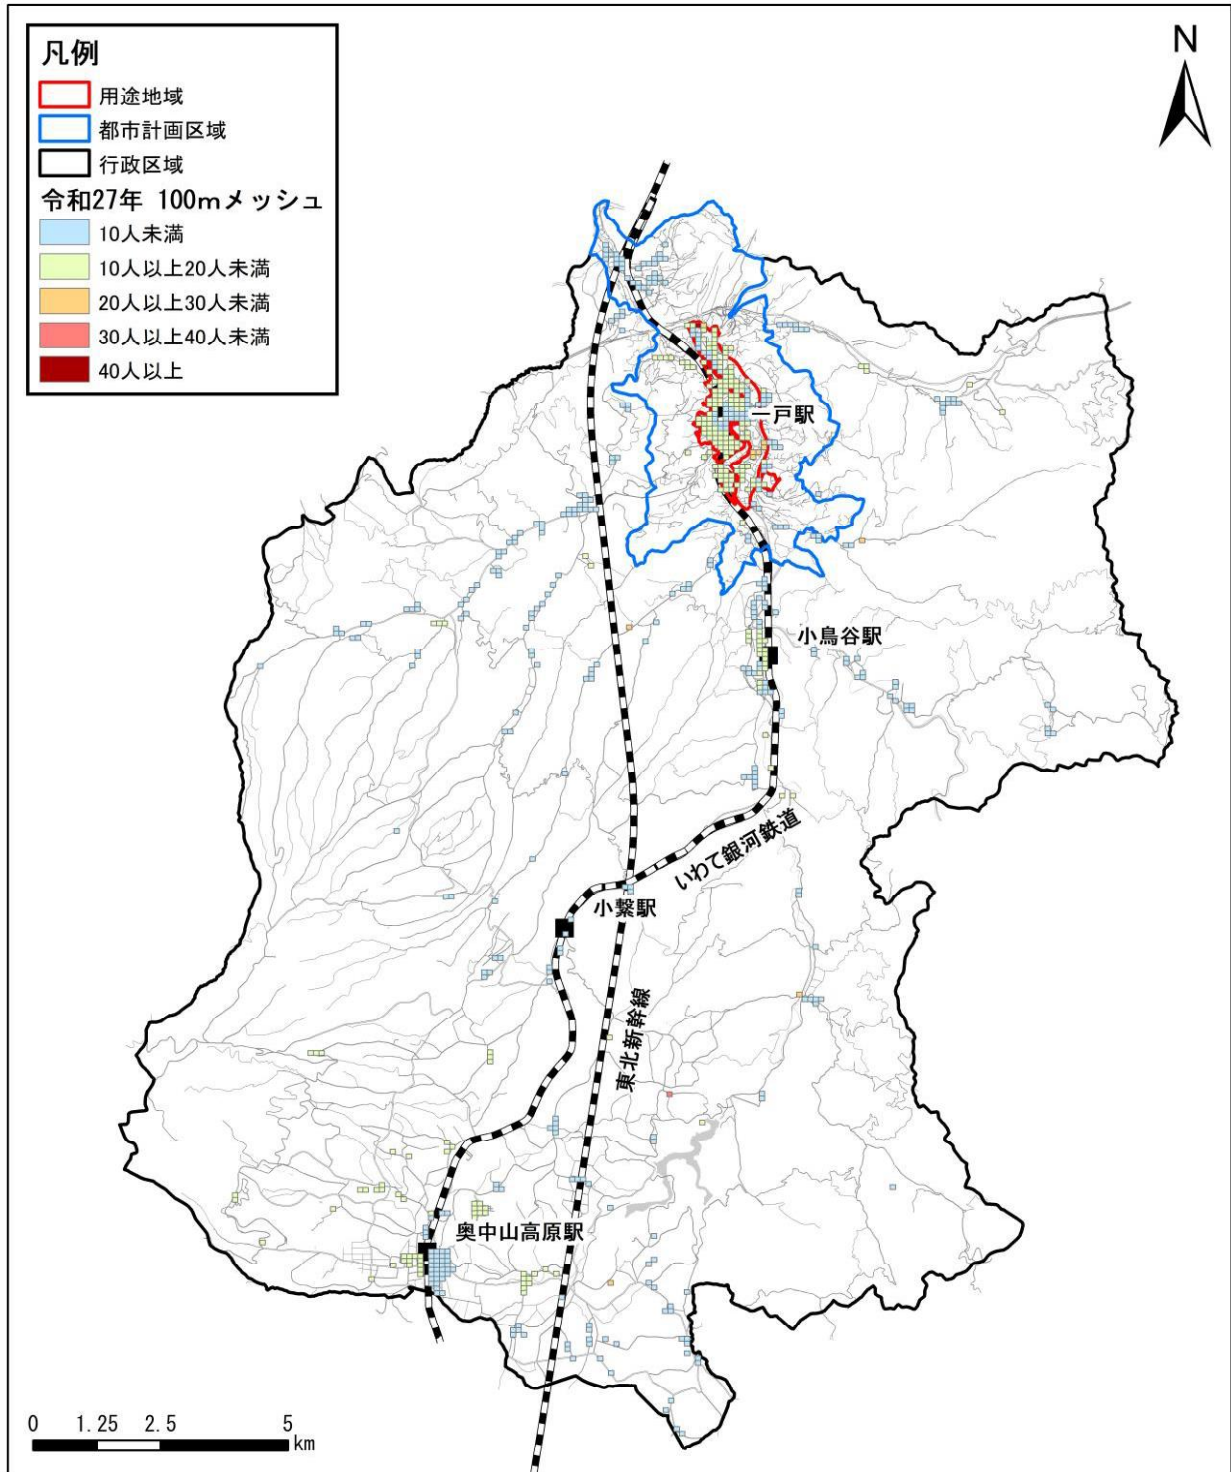 凡例
用途地域
都市計画区域
行政区域
令和27年 100mメッシュ
10人未満
10人以上20人未満
20人以上30人未満
30人以上40人未満
40人以上
N
一戸駅
小鳥谷駅
いわて銀河鉄道
小繋駅
東北新幹線
奥中山高原駅
0 1.25 2.5 5
km